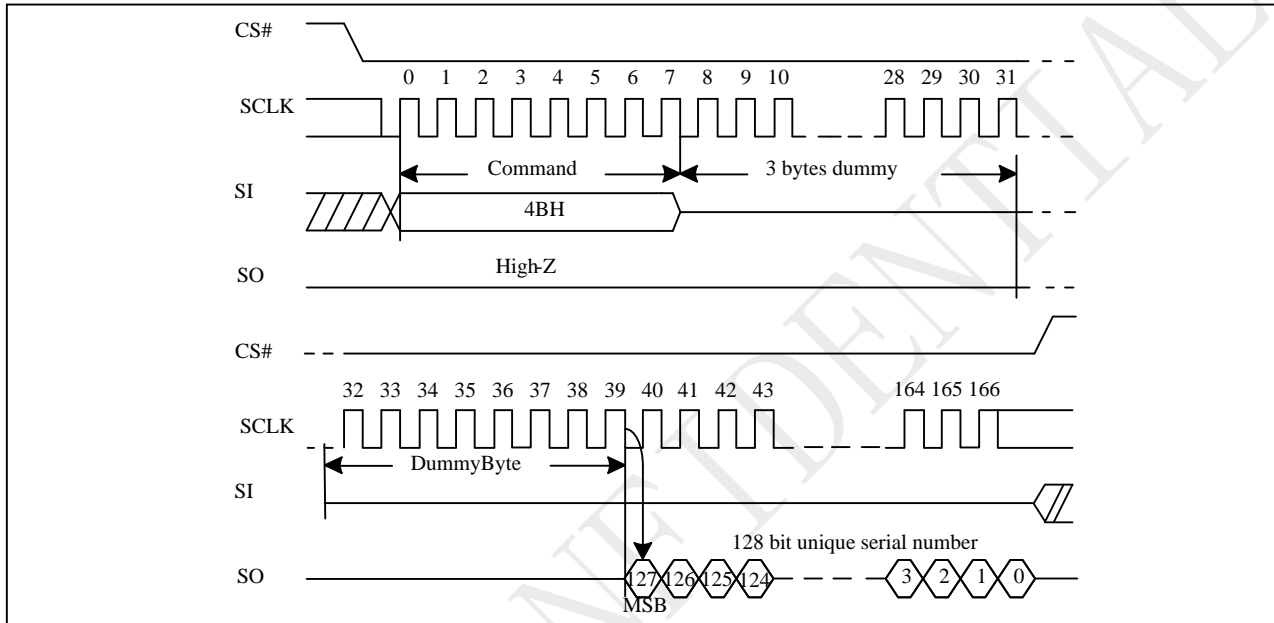 CS#
0 1 2 3 4 5 6 7 8 9 10 28 29 30 31
SCLK
Command 3 bytes dummy
SI
4BH
High-Z
SO
CS#
32 33 34 35 36 37 38 39 40 41 42 43 164 165 166
SCLK
DummyByte
SI
128 bit unique serial number
SO 127 126 125 124 3 2 1 0
MSB